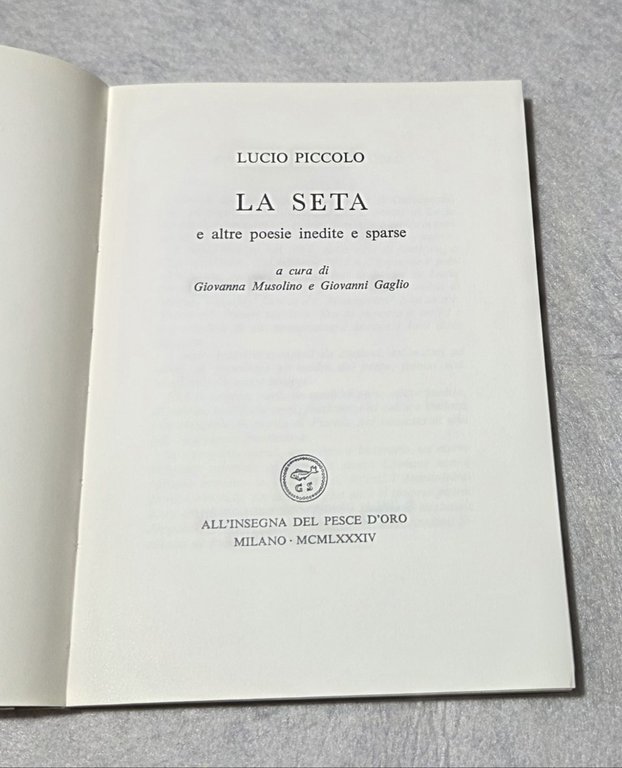 LUCIO PICCOLO
LA SETA
e altre poesie inedite e sparse
a cura di
Giovanna Musolino e Giovanni Gaglio
G S
ALL'INSEGNA DEL PESCE D'ORO
MILANO · MCMLXXXIV